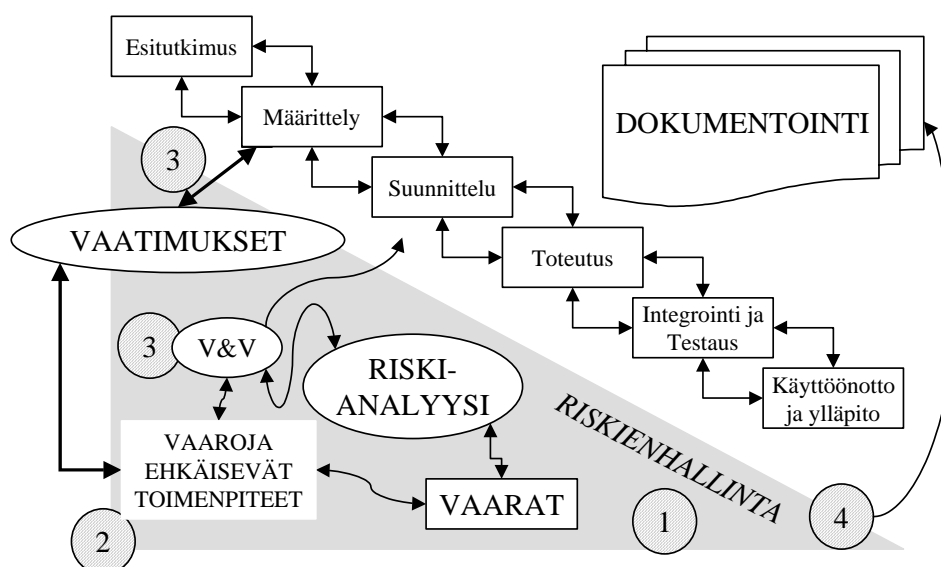 Esitutkimus
Määrittely
DOKUMENTOINTI
3
Suunnittelu
VAATIMUKSET
Toteutus
3
V&V
Integrointi ja
Testaus
RISKI-
ANALYYSI
Käyttöönotto
ja ylläpito
VAAROJA
EHKÄISEVÄT
TOIMENPITEET
RISKIENHALLINTA
VAARAT
1
4
2